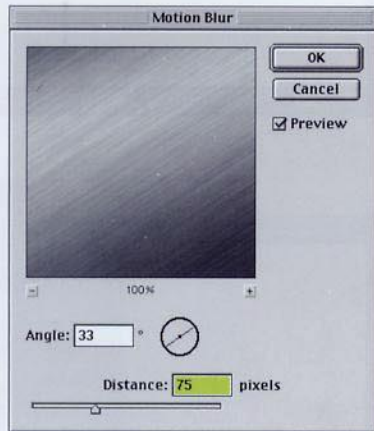 Motion Blur
OK
Cancel
Preview
100%
Angle: 33 °
Distance: 75 pixels